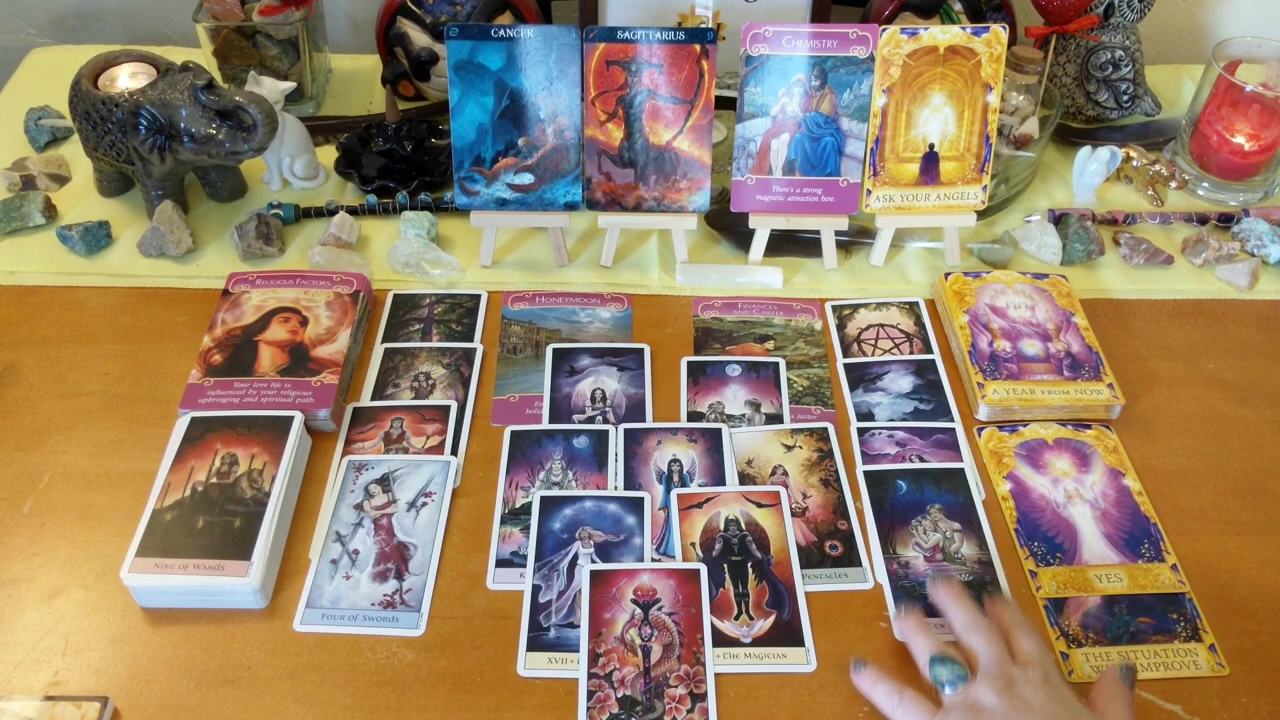 CANCER
SAGITTARIUS 9
CHEMISTRY
There's a strong
magnetic attraction here.
ASK YOUR ANGELS
RELIGIOUS FACTORS
Your love life is
influenced by your religious
upbringing and spiritual path.
HONEYMOON
FINANCES
AND CAREER
A YEAR FROM NOW
NINE OF WANDS
FOUR OF SWORDS
PENTACLES
XVII
THE MAGICIAN
YES
THE SITUATION
IMPROVE